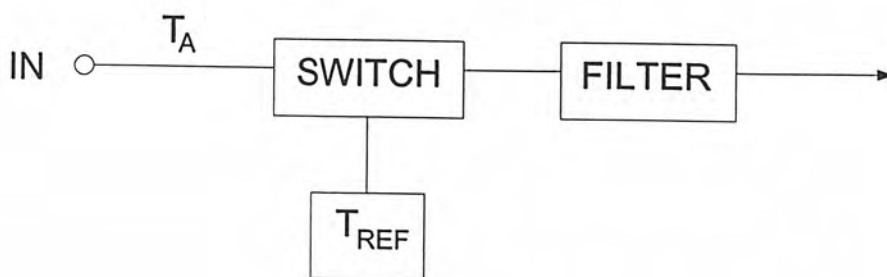 IN
T_A
SWITCH
FILTER
T_REF